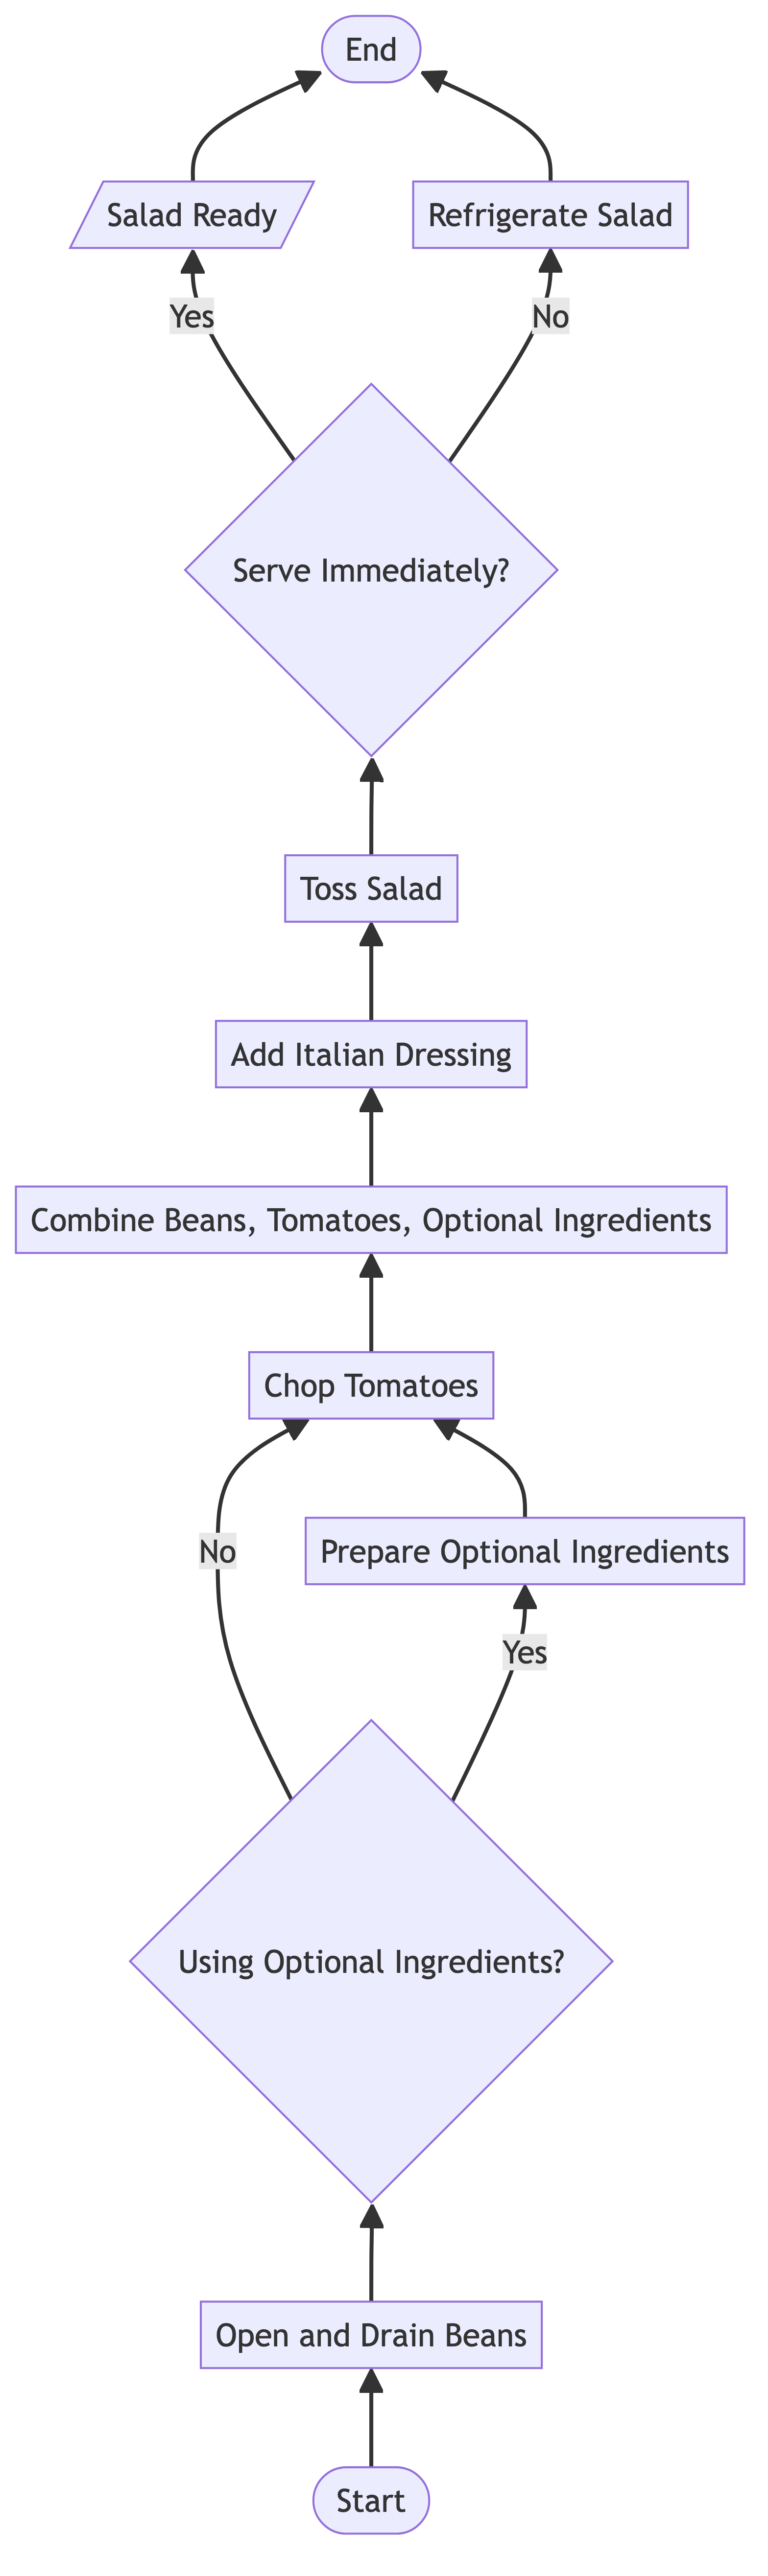 End
Salad Ready
Refrigerate Salad
Yes
No
Serve Immediately?
Toss Salad
Add Italian Dressing
Combine Beans, Tomatoes, Optional Ingredients
Chop Tomatoes
No
Prepare Optional Ingredients
Yes
Using Optional Ingredients?
Open and Drain Beans
Start